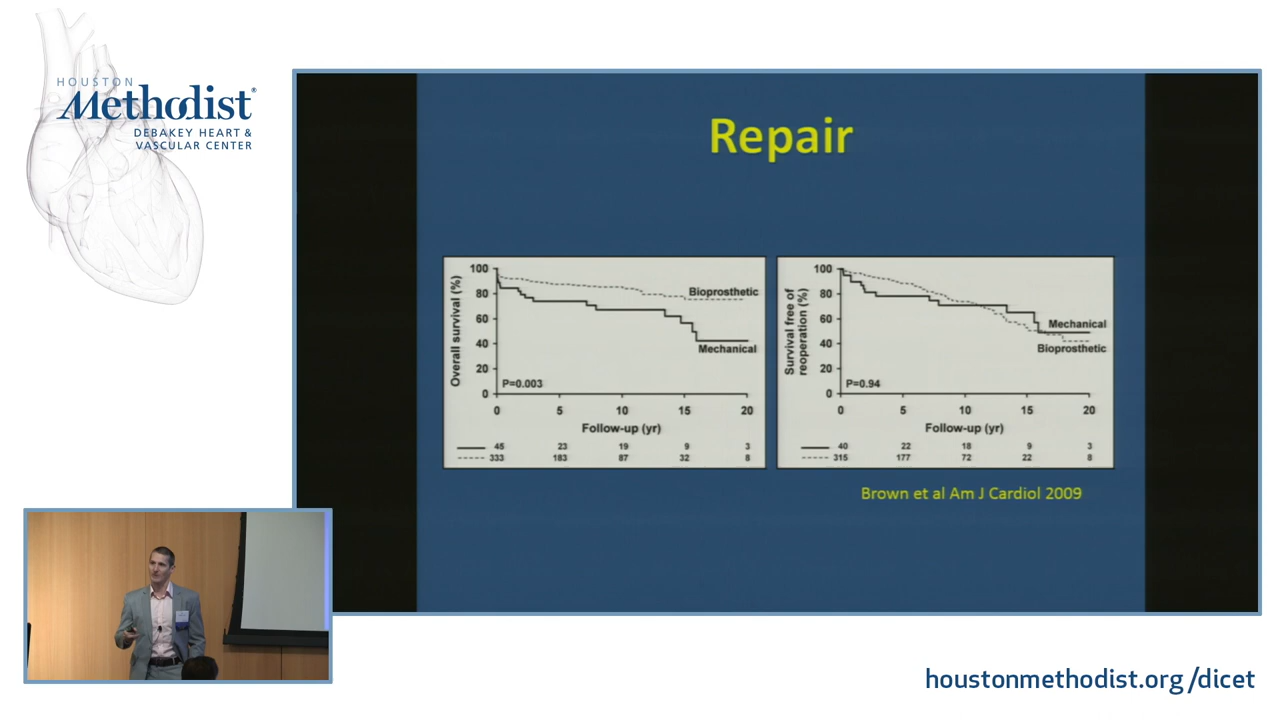 HOUSTON
Methodist®
DEBAKEY HEART &
VASCULAR CENTER
Repair
Overall survival (%)
100
80
60
40
20
0
Bioprosthetic
Mechanical
P=0.003
0 5 10 15 20
Follow-up (yr)
45 23 19 9 3
333 183 87 32 8
Survival free of
reoperation (%)
100
80
60
40
20
0
Mechanical
Bioprosthetic
P=0.94
0 5 10 15 20
Follow-up (yr)
40 22 18 9 3
315 177 72 22 8
Brown et al Am J Cardiol 2009
houstonmethodist.org/dicet